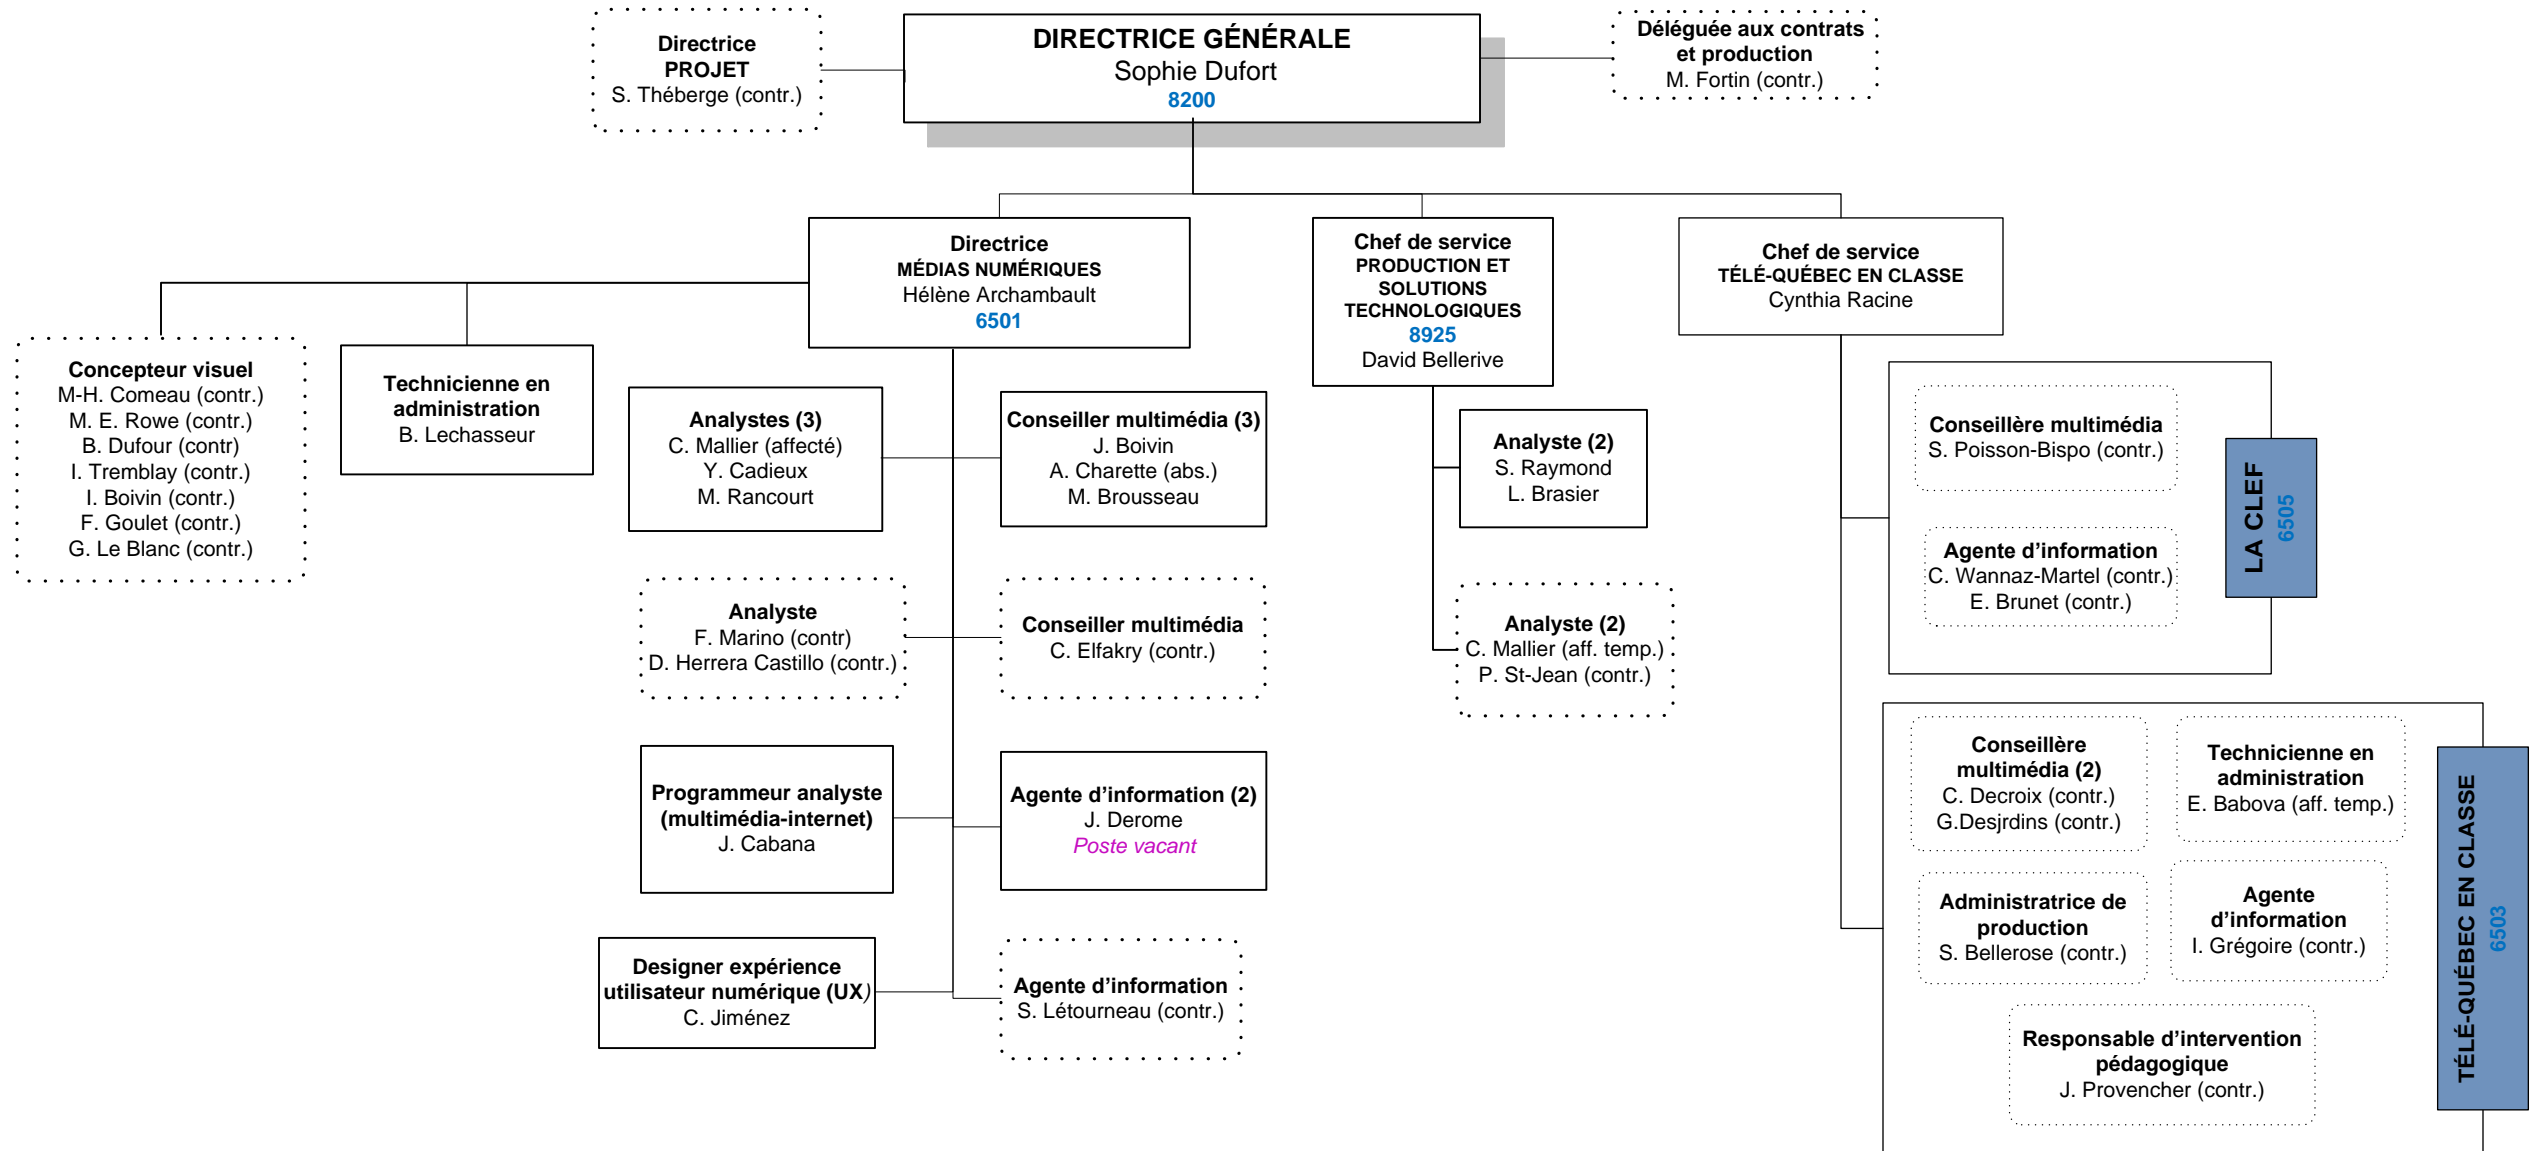 Directrice
PROJET
S. Théberge (contr.)
DIRECTRICE GÉNÉRALE
Sophie Dufort
8200
Déléguée aux contrats
et production
M. Fortin (contr.)
Directrice
MÉDIAS NUMÉRIQUES
Hélène Archambault
6501
Chef de service
PRODUCTION ET
SOLUTIONS
TECHNOLOGIQUES
8925
David Bellerive
Chef de service
TÉLÉ-QUÉBEC EN CLASSE
Cynthia Racine
Concepteur visuel
M-H. Comeau (contr.)
M. E. Rowe (contr.)
B. Dufour (contr)
I. Tremblay (contr.)
I. Boivin (contr.)
F. Goulet (contr.)
G. Le Blanc (contr.)
Technicienne en
administration
B. Lechasseur
Analystes (3)
C. Mallier (affecté)
Y. Cadieux
M. Rancourt
Conseiller multimédia (3)
J. Boivin
A. Charette (abs.)
M. Brousseau
Analyste
F. Marino (contr)
D. Herrera Castillo (contr.)
Conseiller multimédia
C. Elfakry (contr.)
Programmeur analyste
(multimédia-internet)
J. Cabana
Agente d’information (2)
J. Derome
Poste vacant
Designer expérience
utilisateur numérique (UX)
C. Jiménez
Agente d’information
S. Létourneau (contr.)
Analyste (2)
S. Raymond
L. Brasier
Analyste (2)
C. Mallier (aff. temp.)
P. St-Jean (contr.)
Conseillère multimédia
S. Poisson-Bispo (contr.)
Agente d’information
C. Wannaz-Martel (contr.)
E. Brunet (contr.)
LA CLEF
6505
Conseillère
multimédia (2)
C. Decroix (contr.)
G.Desjrdins (contr.)
Technicienne en
administration
E. Babova (aff. temp.)
Administratrice de
production
S. Bellerose (contr.)
Agente
d’information
I. Grégoire (contr.)
Responsable d’intervention
pédagogique
J. Provencher (contr.)
TÉLÉ-QUÉBEC EN CLASSE
6503